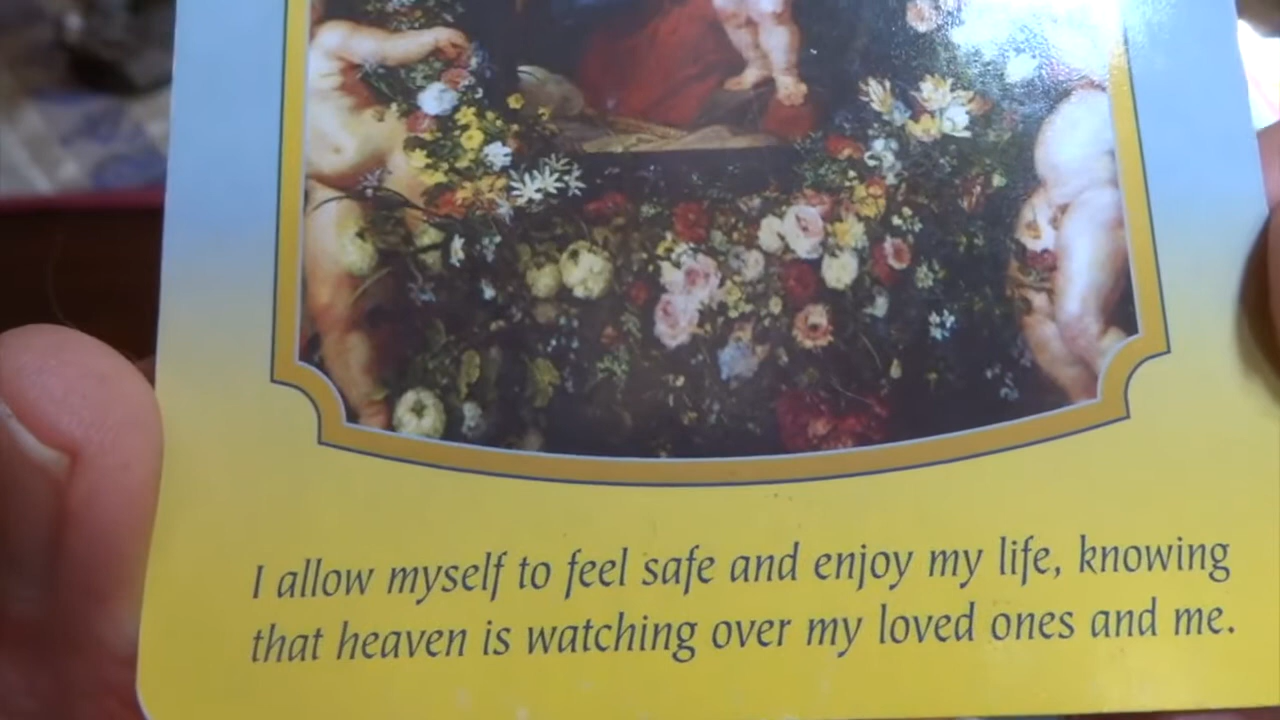 I allow myself to feel safe and enjoy my life, knowing
that heaven is watching over my loved ones and me.